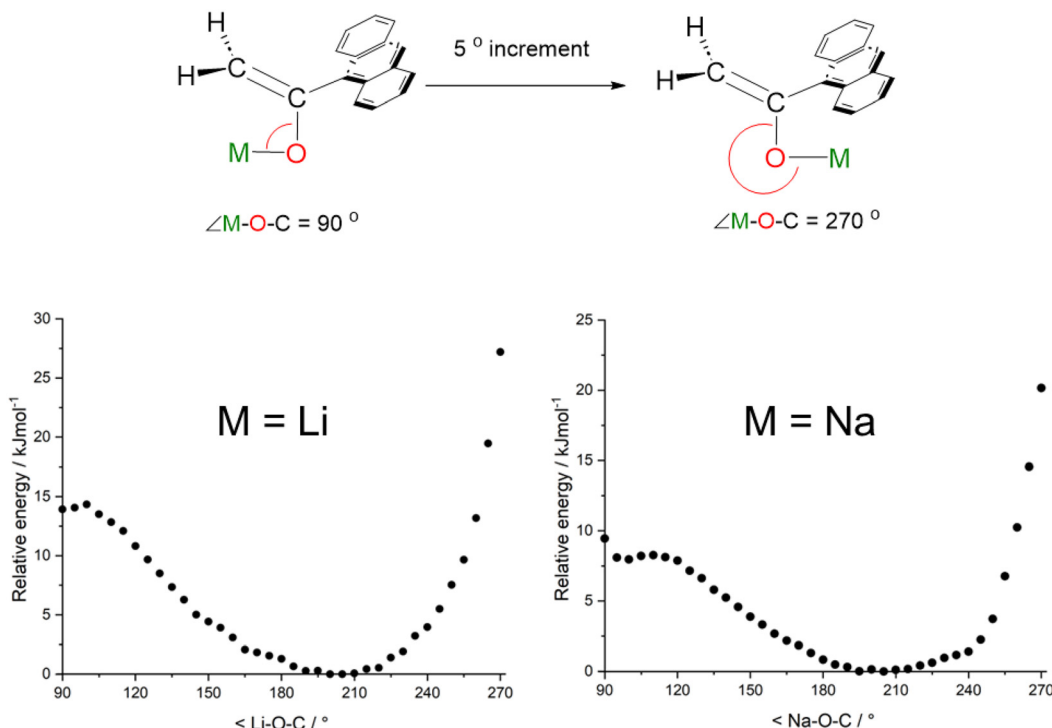 H H C C M O
5 º increment
H H C C O M
∠M-O-C = 90 º
∠M-O-C = 270 º
Relative energy / kJmol⁻¹
30
25
20
15
10
5
0
M = Li
90 120 150 180 210 240 270
< Li-O-C / °
Relative energy / kJmol⁻¹
25
20
15
10
5
0
M = Na
90 120 150 180 210 240 270
< Na-O-C / °